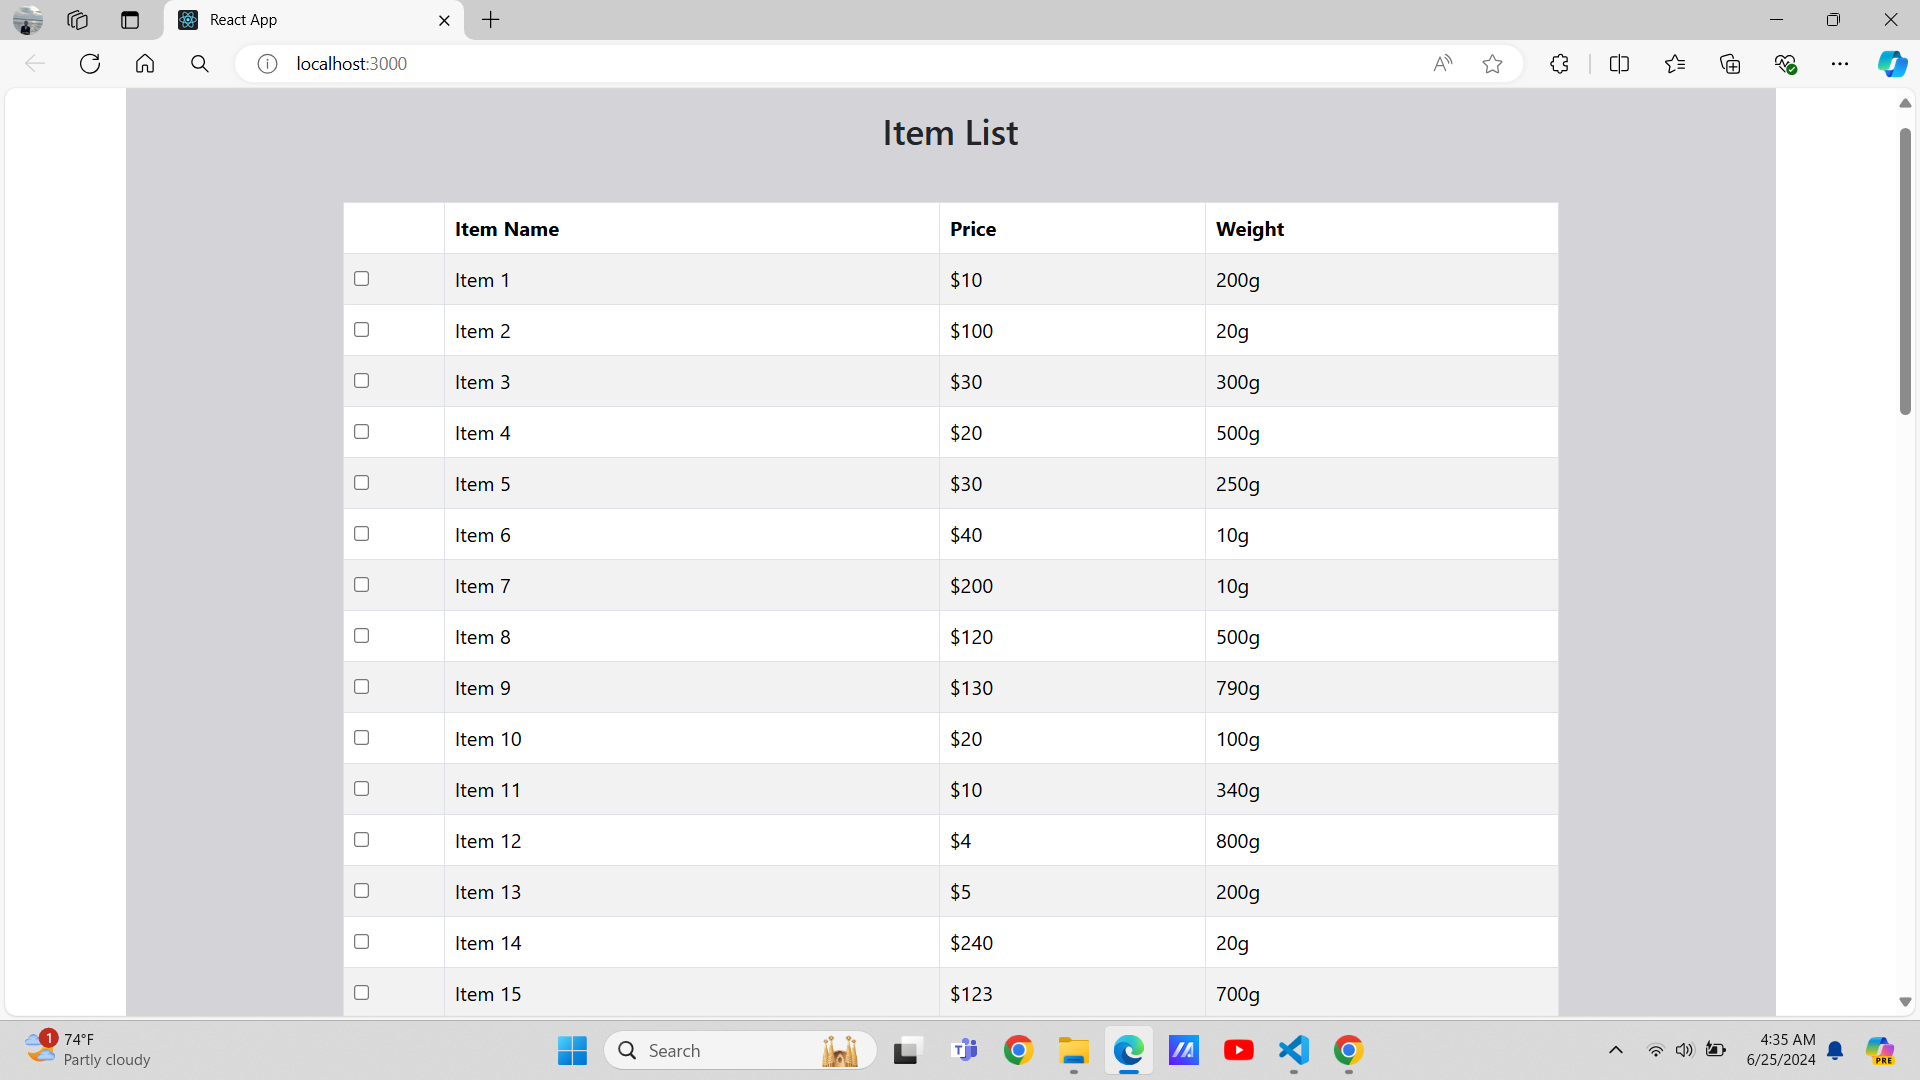 React App
localhost:3000
Item List
Item Name Price Weight
Item 1 $10 200g
Item 2 $100 20g
Item 3 $30 300g
Item 4 $20 500g
Item 5 $30 250g
Item 6 $40 10g
Item 7 $200 10g
Item 8 $120 500g
Item 9 $130 790g
Item 10 $20 100g
Item 11 $10 340g
Item 12 $4 800g
Item 13 $5 200g
Item 14 $240 20g
Item 15 $123 700g
1 74°F
Partly cloudy
Search
4:35 AM
6/25/2024
PRE